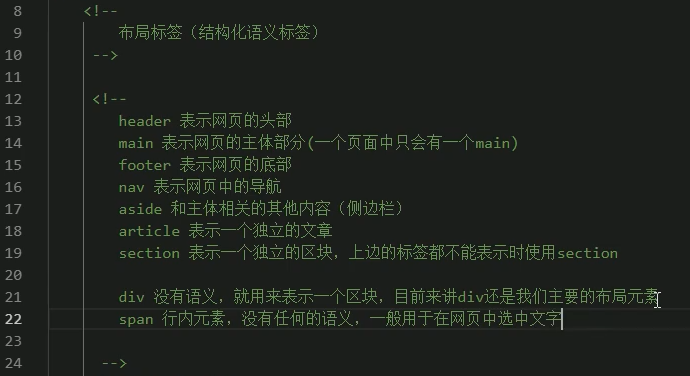 8 <!--
9 布局标签（结构化语义标签）
10 -->
11
12 <!--
13 header 表示网页的头部
14 main 表示网页的主体部分(一个页面中只会有一个main)
15 footer 表示网页的底部
16 nav 表示网页中的导航
17 aside 和主体相关的其他内容（侧边栏）
18 article 表示一个独立的文章
19 section 表示一个独立的区块，上边的标签都不能表示时使用section
20
21 div 没有语义，就用来表示一个区块，目前来讲div还是我们主要的布局元素
22 span 行内元素，没有任何的语义，一般用于在网页中选中文字
23
24 -->